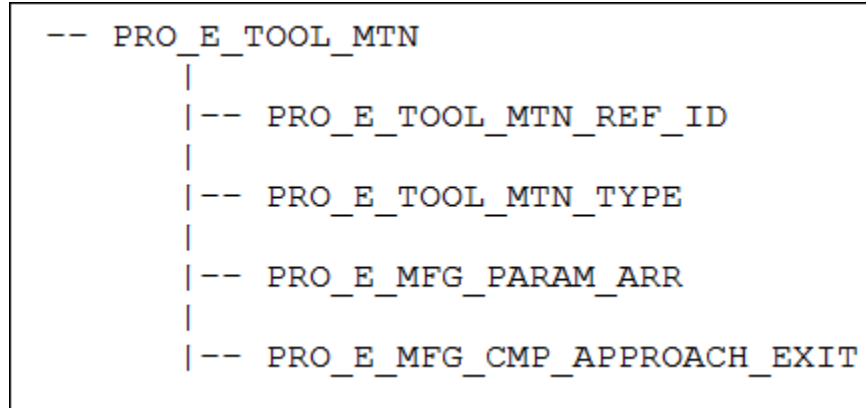 -- PRO_E_TOOL_MTN
|
|-- PRO_E_TOOL_MTN_REF_ID
|
|-- PRO_E_TOOL_MTN_TYPE
|
|-- PRO_E_MFG_PARAM_ARR
|
|-- PRO_E_MFG_CMP_APPROACH_EXIT